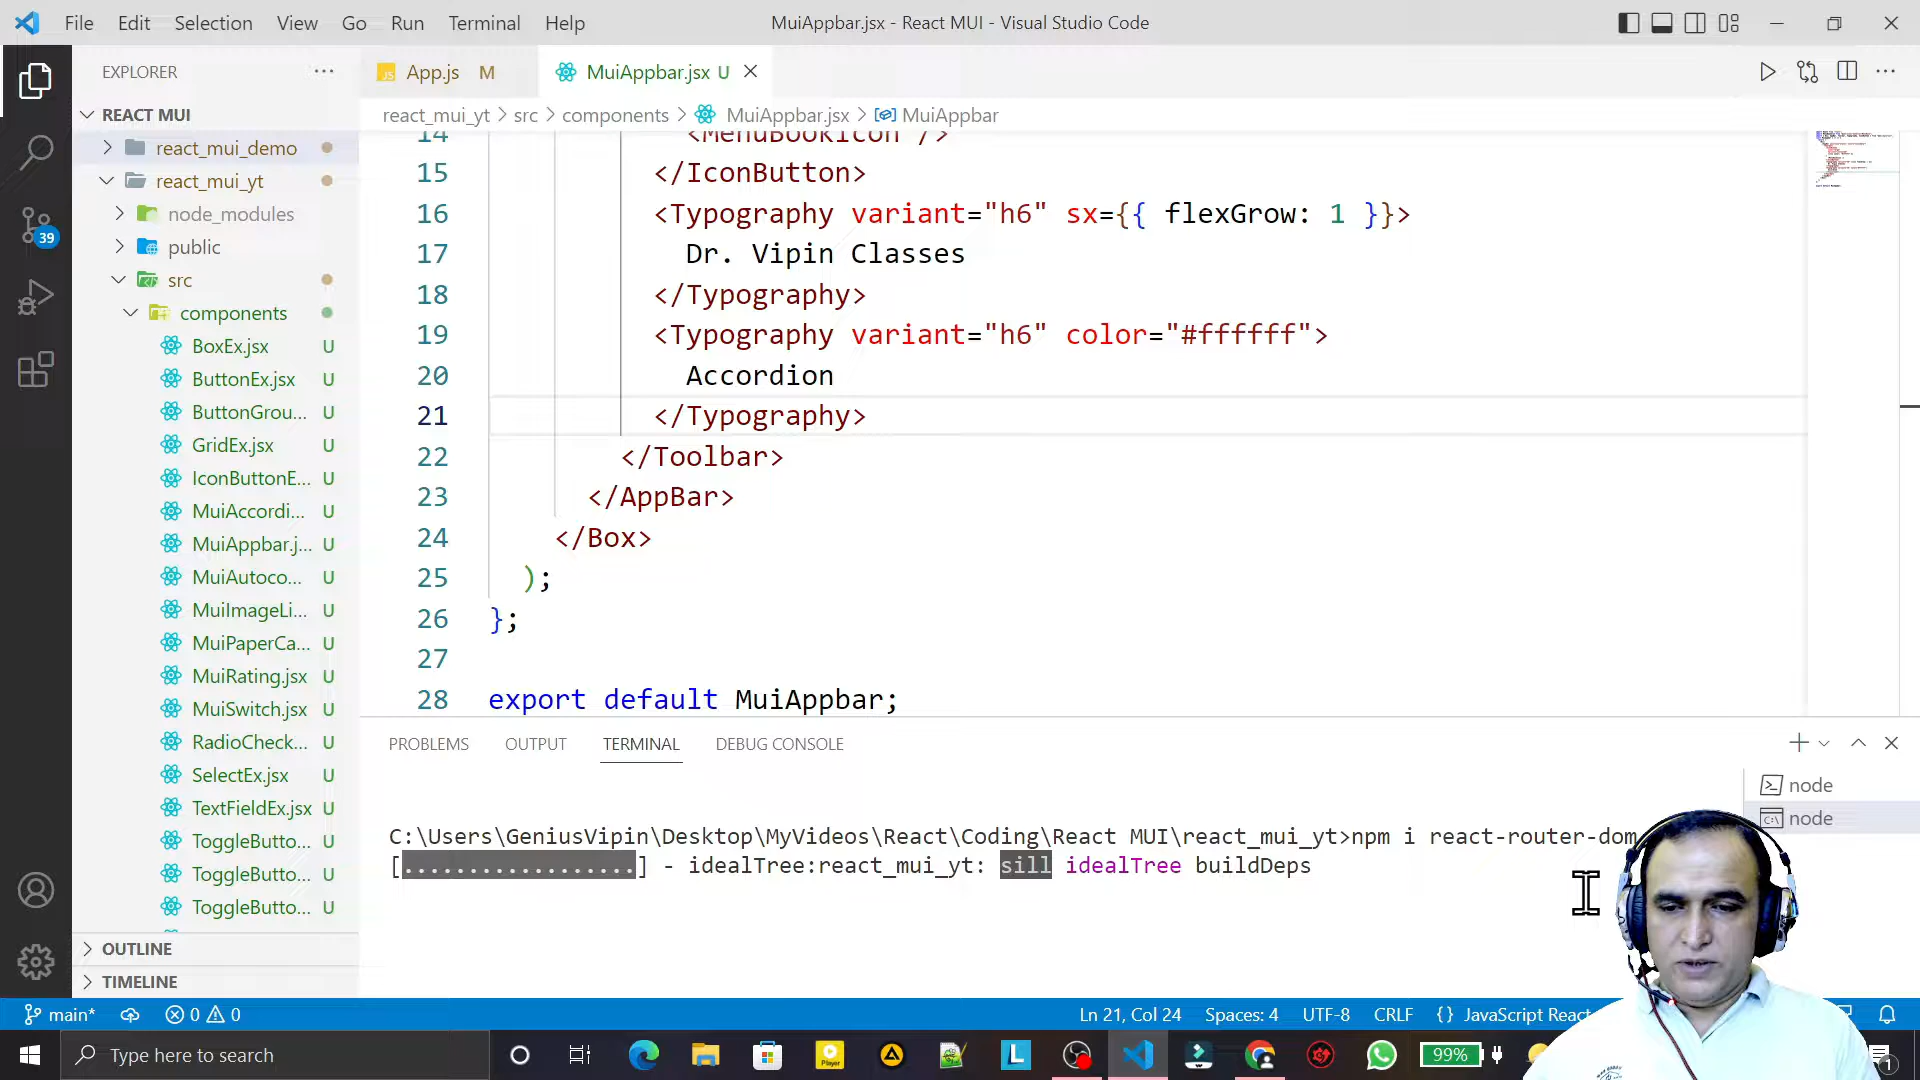 File Edit Selection View Go Run Terminal Help MuiAppbar.jsx - React MUI - Visual Studio Code
EXPLORER
App.js M MuiAppbar.jsx U
REACT MUI
react_mui_yt > src > components > MuiAppbar.jsx > MuiAppbar
react_mui_demo
react_mui_yt
node_modules
public
src
components
BoxEx.jsx U
ButtonEx.jsx U
ButtonGrou... U
GridEx.jsx U
IconButtonE... U
MuiAccordi... U
MuiAppbar.j... U
MuiAutoco... U
MuiImageLi... U
MuiPaperCa... U
MuiRating.jsx U
MuiSwitch.jsx U
RadioCheck... U
SelectEx.jsx U
TextFieldEx.jsx U
ToggleButto... U
ToggleButto... U
ToggleButto... U
OUTLINE
TIMELINE
39
14 <MenuBookIcon />
15 </IconButton>
16 <Typography variant="h6" sx={{ flexGrow: 1 }}>
17 Dr. Vipin Classes
18 </Typography>
19 <Typography variant="h6" color="#ffffff">
20 Accordion
21 </Typography>
22 </Toolbar>
23 </AppBar>
24 </Box>
25 );
26 };
27
28 export default MuiAppbar;
PROBLEMS OUTPUT TERMINAL DEBUG CONSOLE
node
node
C:\Users\GeniusVipin\Desktop\MyVideos\React\Coding\React MUI\react_mui_yt>npm i react-router-dom
[..................] - idealTree:react_mui_yt: sill idealTree buildDeps
main* 0 0 Ln 21, Col 24 Spaces: 4 UTF-8 CRLF {} JavaScript React
Type here to search
L
Player
99%
1